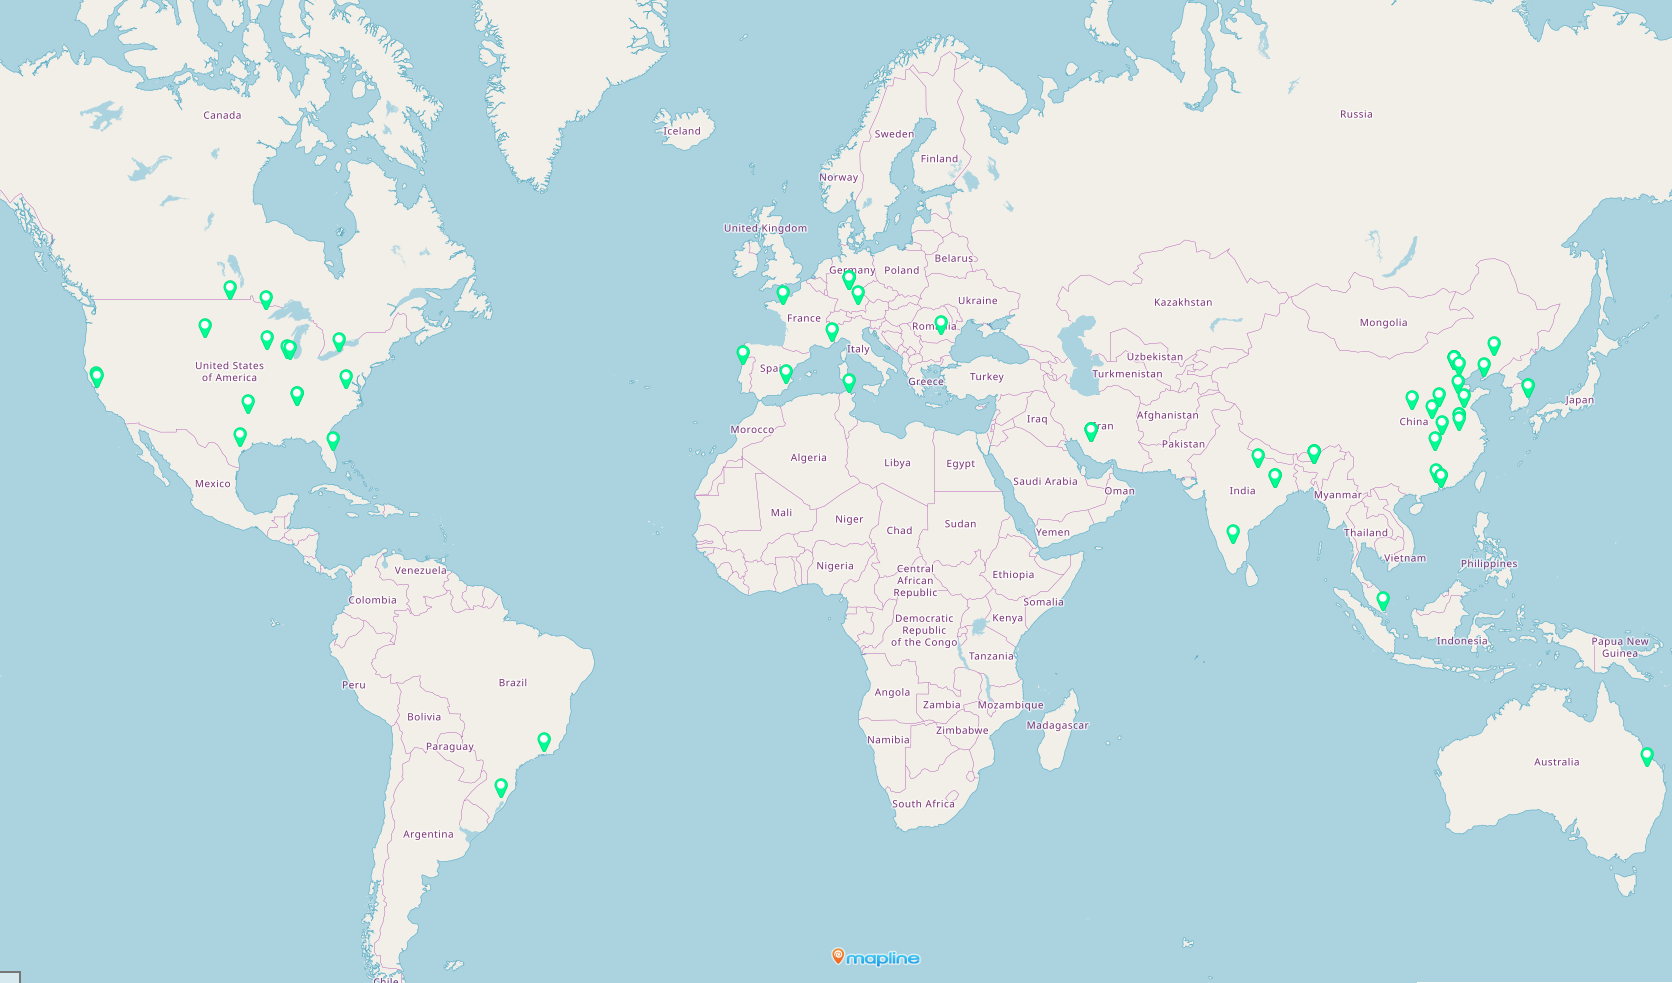 Canada
Iceland
Russia
Sweden
Finland
Norway
United Kingdom
Belarus
Germany
Poland
Ukraine
Kazakhstan
France
Mongolia
Italy
Uzbekistan
United States
of America
Turkmenistan
Turkey
Greece
Japan
Afghanistan
Iraq
Iran
China
Morocco
Pakistan
Algeria
Libya
Egypt
Saudi Arabia
Oman
India
Myanmar
Mexico
Mali
Niger
Chad
Sudan
Yemen
Thailand
Vietnam
Philippines
Venezuela
Nigeria
Central
African
Republic
Ethiopia
Colombia
Somalia
Democratic
Republic
of the Congo
Kenya
Indonesia
Papua New
Guinea
Tanzania
Peru
Brazil
Angola
Zambia
Mozambique
Madagascar
Bolivia
Paraguay
Namibia
Zimbabwe
Australia
South Africa
Argentina
mapline
Chile